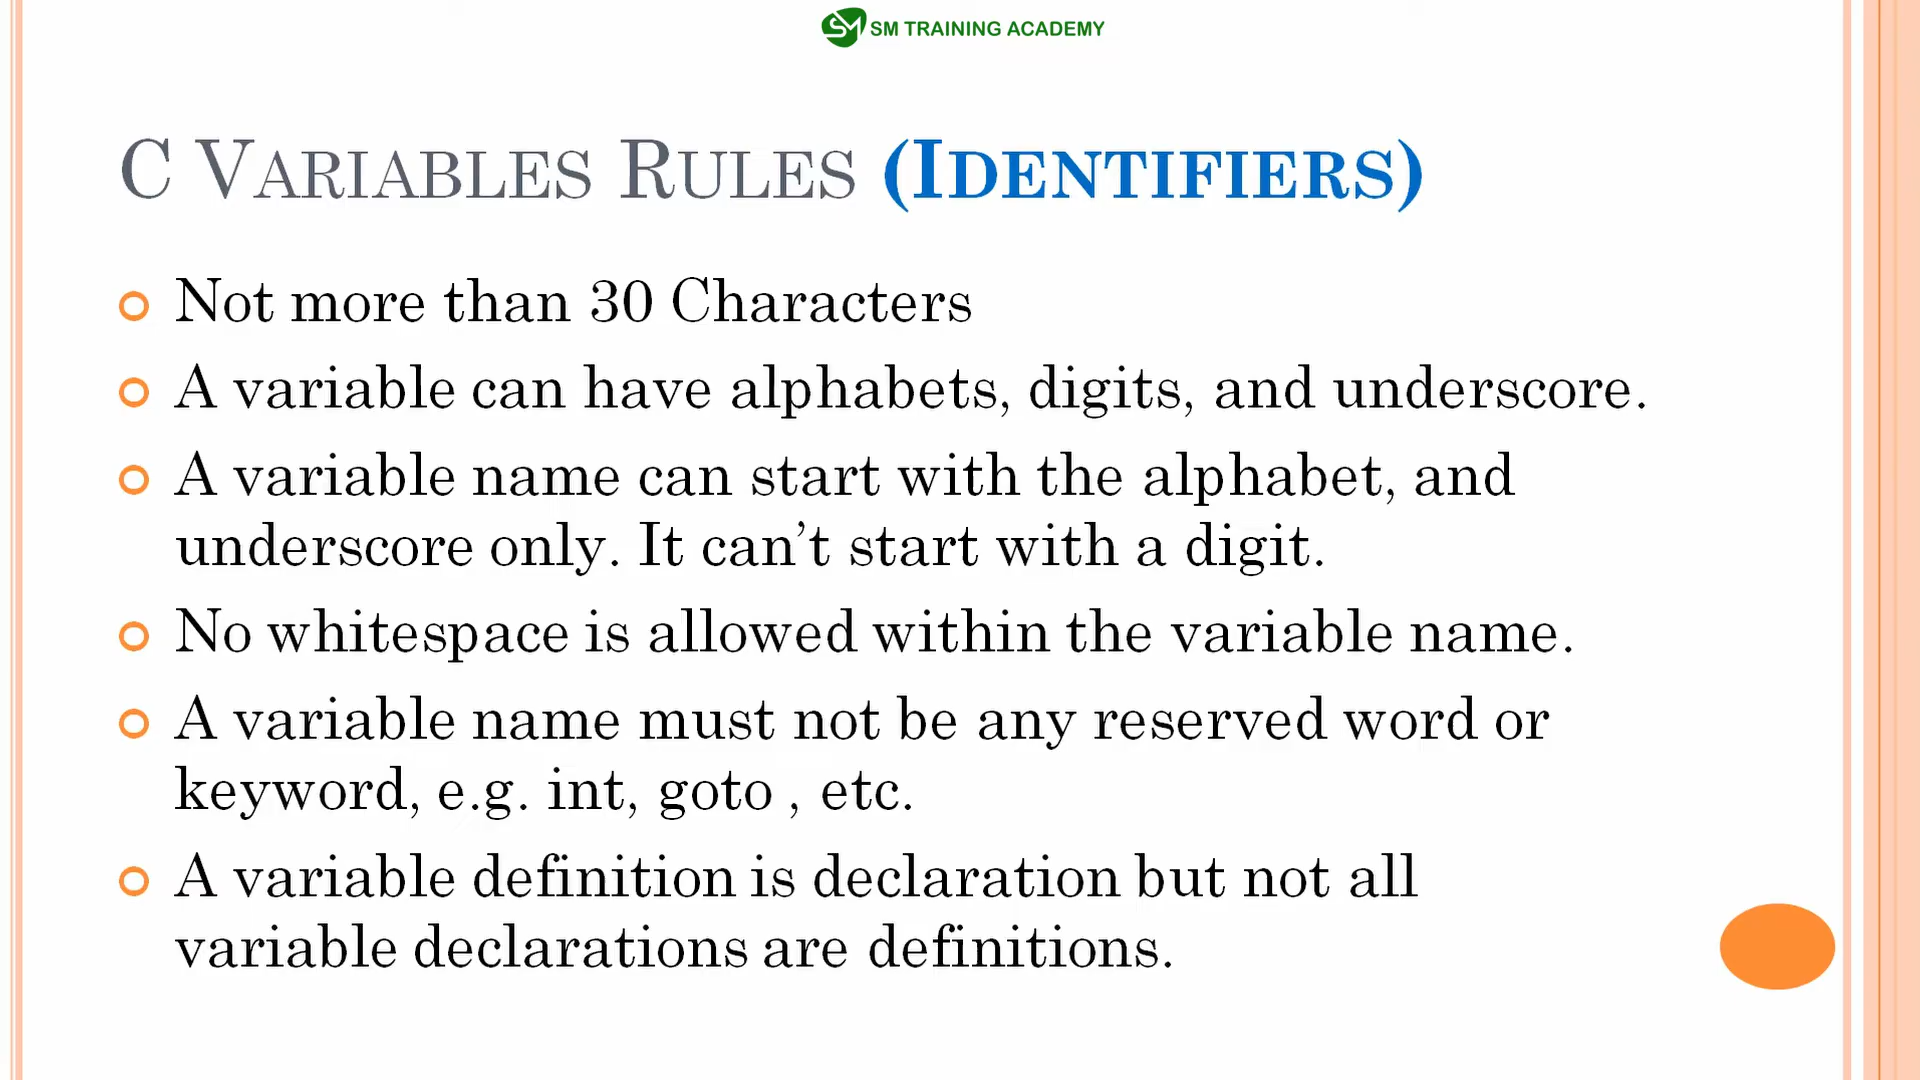 SM TRAINING ACADEMY
C VARIABLES RULES (IDENTIFIERS)
Not more than 30 Characters
A variable can have alphabets, digits, and underscore.
A variable name can start with the alphabet, and
underscore only. It can’t start with a digit.
No whitespace is allowed within the variable name.
A variable name must not be any reserved word or
keyword, e.g. int, goto , etc.
A variable definition is declaration but not all
variable declarations are definitions.